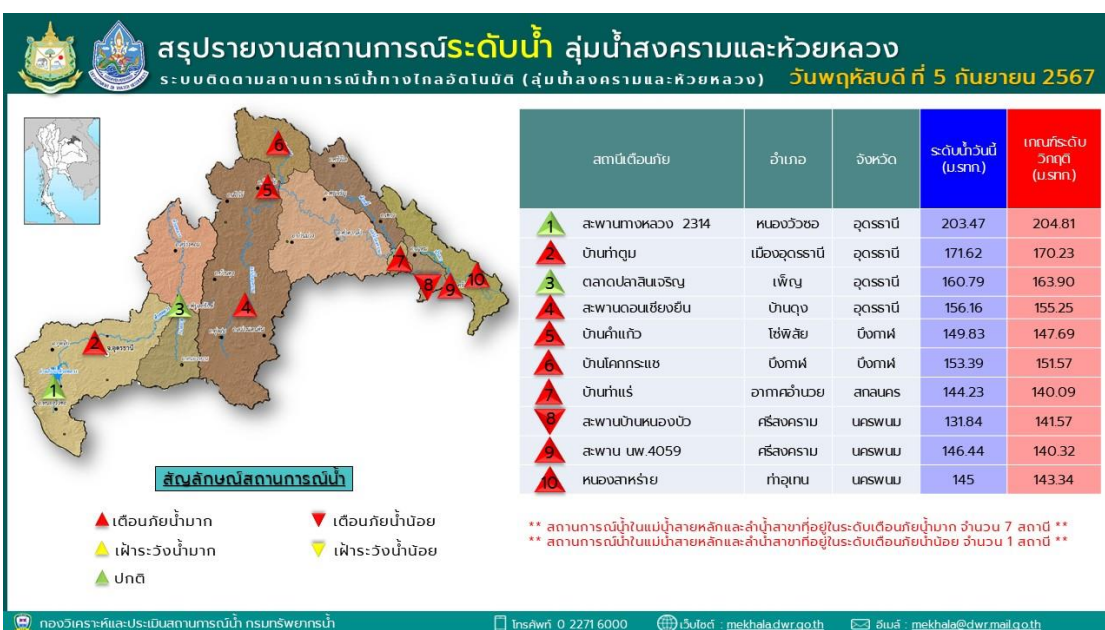 สรุปรายงานสถานการณ์ระดับน้ำ ลุ่มน้ำสงครามและห้วยหลวง
ระบบติดตามสถานการณ์น้ำทางไกลอัตโนมัติ (ลุ่มน้ำสงครามและห้วยหลวง) วันพฤหัสบดี ที่ 5 กันยายน 2567
สถานีเตือนภัย อำเภอ จังหวัด ระดับน้ำวันนี้ (ม.รทก.) เกณฑ์ระดับวิกฤติ (ม.รทก.)
1 สะพานทางหลวง 2314 หนองวัวซอ อุดรธานี 203.47 204.81
2 บ้านท่าตูม เมืองอุดรธานี อุดรธานี 171.62 170.23
3 ตลาดปลาสินเจริญ เพ็ญ อุดรธานี 160.79 163.90
4 สะพานดอนเซียงยืน บ้านดุง อุดรธานี 156.16 155.25
5 บ้านคำแก้ว โซ่พิสัย บึงกาฬ 149.83 147.69
6 บ้านโคกกระแซ บึงกาฬ บึงกาฬ 153.39 151.57
7 บ้านท่าแร่ อากาศอำนวย สกลนคร 144.23 140.09
8 สะพานบ้านหนองบัว ศรีสงคราม นครพนม 131.84 141.57
9 สะพาน นพ.4059 ศรีสงคราม นครพนม 146.44 140.32
10 หนองสาหร่าย ท่าอุเทน นครพนม 145 143.34
6
5
7
8
9
10
3
4
2
จ.อุดรธานี
1
สัญลักษณ์สถานการณ์น้ำ
เตือนภัยน้ำมาก เตือนภัยน้ำน้อย
เฝ้าระวังน้ำมาก เฝ้าระวังน้ำน้อย
ปกติ
** สถานการณ์น้ำในแม่น้ำสายหลักและลำน้ำสาขาที่อยู่ในระดับเตือนภัยน้ำมาก จำนวน 7 สถานี **
** สถานการณ์น้ำในแม่น้ำสายหลักและลำน้ำสาขาที่อยู่ในระดับเตือนภัยน้ำน้อย จำนวน 1 สถานี **
กองวิเคราะห์และประเมินสถานการณ์น้ำ กรมทรัพยากรน้ำ โทรศัพท์ 0 2271 6000 เว็บไซต์ : mekhala.dwr.go.th อีเมล์ : mekhala@dwr.mail.go.th